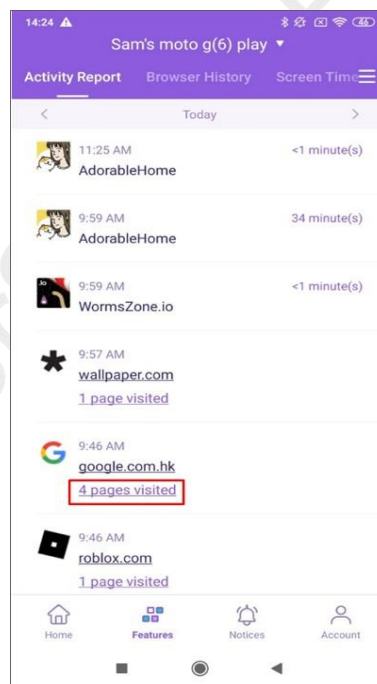 14:24
46
Sam's moto g(6) play
Activity Report Browser History Screen Time
< Today >
11:25 AM <1 minute(s)
AdorableHome
9:59 AM 34 minute(s)
AdorableHome
.io 9:59 AM <1 minute(s)
WormsZone.io
9:57 AM
wallpaper.com
1 page visited
9:46 AM
google.com.hk
4 pages visited
9:46 AM
roblox.com
1 page visited
Home Features Notices Account